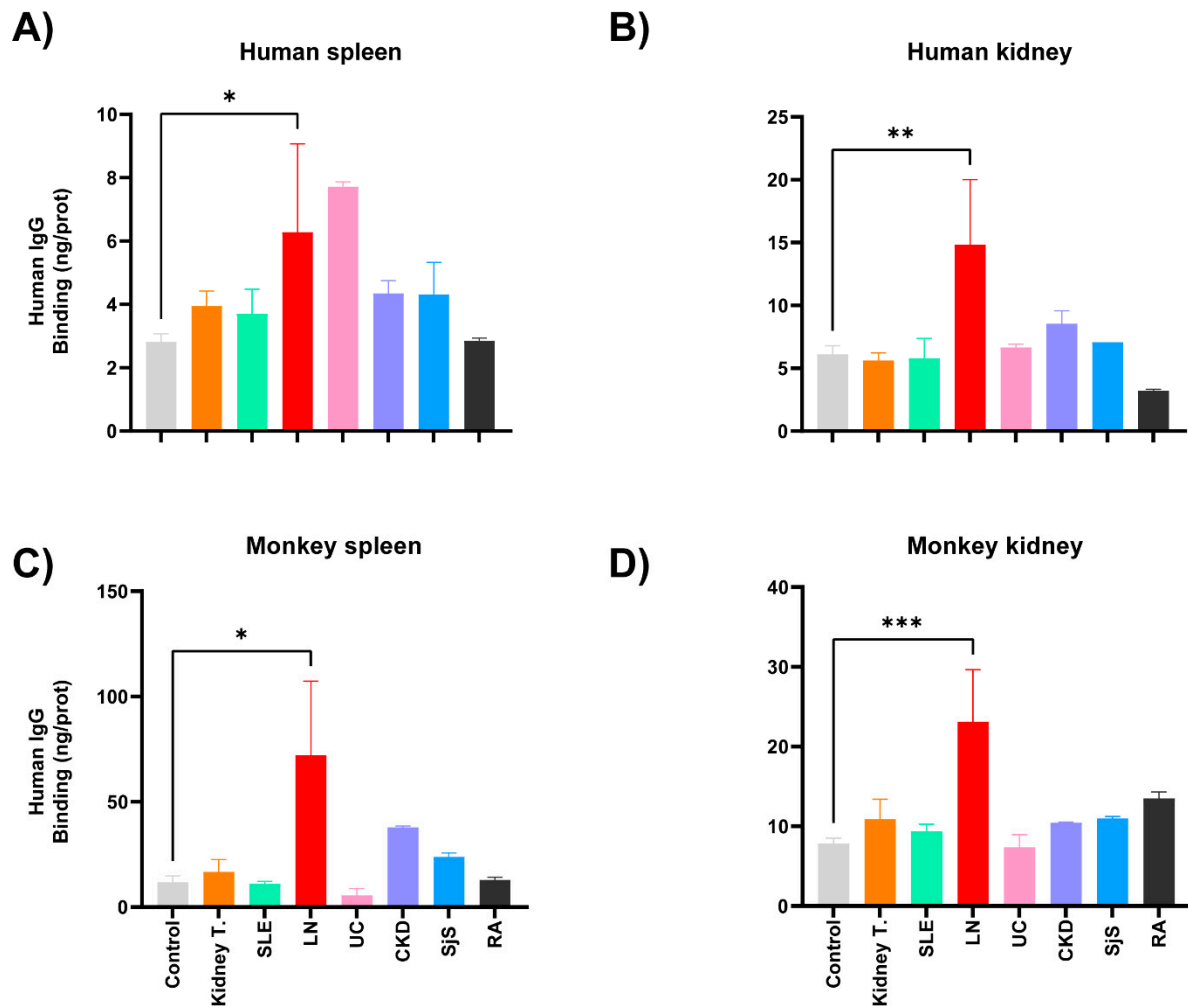 A)
Human spleen
Human IgG
Binding (ng/prot)
10
8
6
4
2
0
*
B)
Human kidney
25
20
15
10
5
0
**
C)
Monkey spleen
Human IgG
Binding (ng/prot)
150
100
50
0
*
Control
Kidney T.
SLE
LN
UC
CKD
SjS
RA
D)
Monkey kidney
40
30
20
10
0
***
Control
Kidney T.
SLE
LN
UC
CKD
SjS
RA